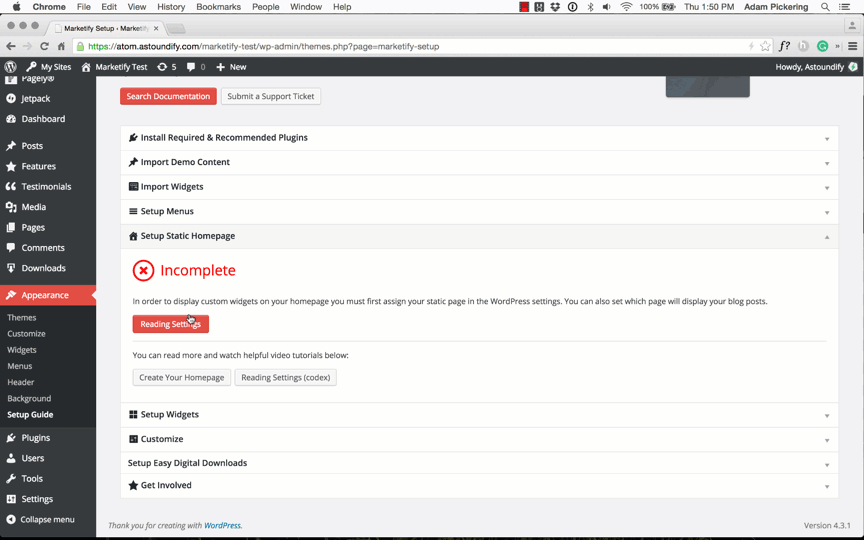 Chrome File Edit View History Bookmarks People Window Help 100% Thu 1:50 PM Adam Pickering
Marketify Setup ‹ Marketif
https://atom.astoundify.com/marketify-test/wp-admin/themes.php?page=marketify-setup
My Sites Marketify Test 5 0 + New Howdy, Astoundify
Pagely®
Jetpack
Dashboard
Posts
Features
Testimonials
Media
Pages
Comments
Downloads
Appearance
Themes
Customize
Widgets
Menus
Header
Background
Setup Guide
Plugins
Users
Tools
Settings
Collapse menu
Search Documentation Submit a Support Ticket
Install Required & Recommended Plugins
Import Demo Content
Import Widgets
Setup Menus
Setup Static Homepage
Incomplete
In order to display custom widgets on your homepage you must first assign your static page in the WordPress settings. You can also set which page will display your blog posts.
Reading Settings
You can read more and watch helpful video tutorials below:
Create Your Homepage Reading Settings (codex)
Setup Widgets
Customize
Setup Easy Digital Downloads
Get Involved
Thank you for creating with WordPress. Version 4.3.1